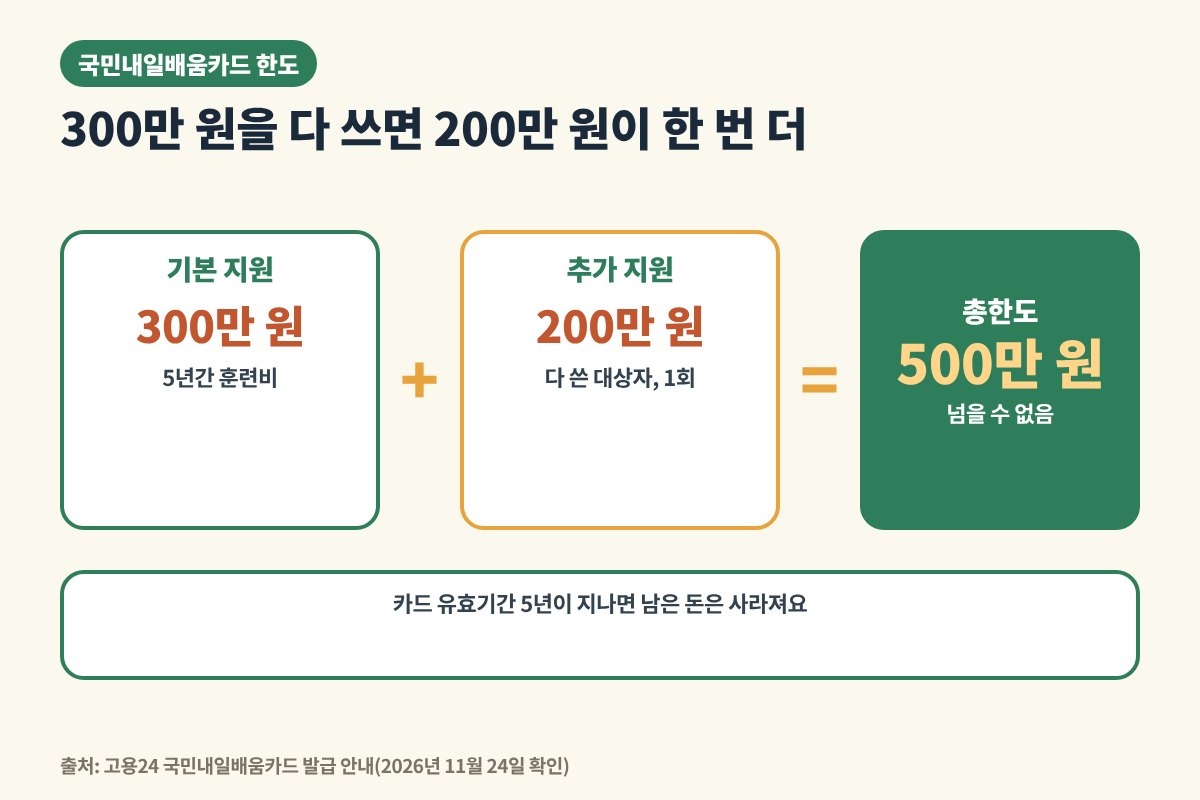 국민내일배움카드 한도
300만 원을 다 쓰면 200만 원이 한 번 더
기본 지원
300만 원
5년간 훈련비
+
추가 지원
200만 원
다 쓴 대상자, 1회
=
총한도
500만 원
넘을 수 없음
카드 유효기간 5년이 지나면 남은 돈은 사라져요
출처: 고용24 국민내일배움카드 발급 안내(2026년 11월 24일 확인)